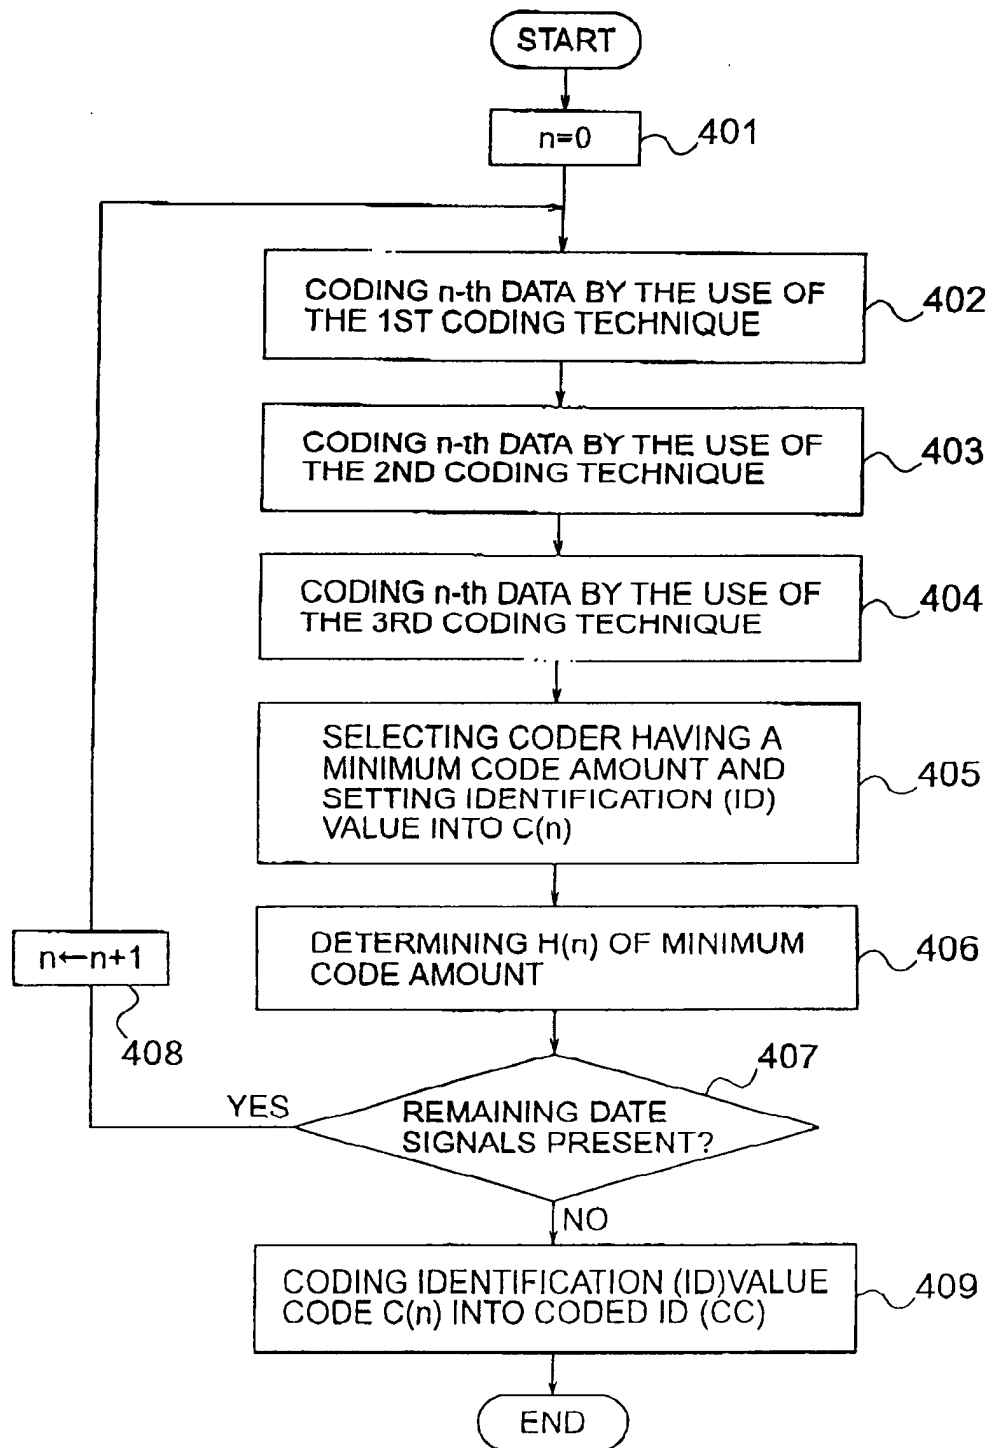 START
n=0
401
CODING n-th DATA BY THE USE OF
THE 1ST CODING TECHNIQUE
402
CODING n-th DATA BY THE USE OF
THE 2ND CODING TECHNIQUE
403
CODING n-th DATA BY THE USE OF
THE 3RD CODING TECHNIQUE
404
SELECTING CODER HAVING A
MINIMUM CODE AMOUNT AND
SETTING IDENTIFICATION (ID)
VALUE INTO C(n)
405
DETERMINING H(n) OF MINIMUM
CODE AMOUNT
406
n←n+1
408
407
YES
REMAINING DATE
SIGNALS PRESENT?
NO
CODING IDENTIFICATION (ID)VALUE
CODE C(n) INTO CODED ID (CC)
409
END